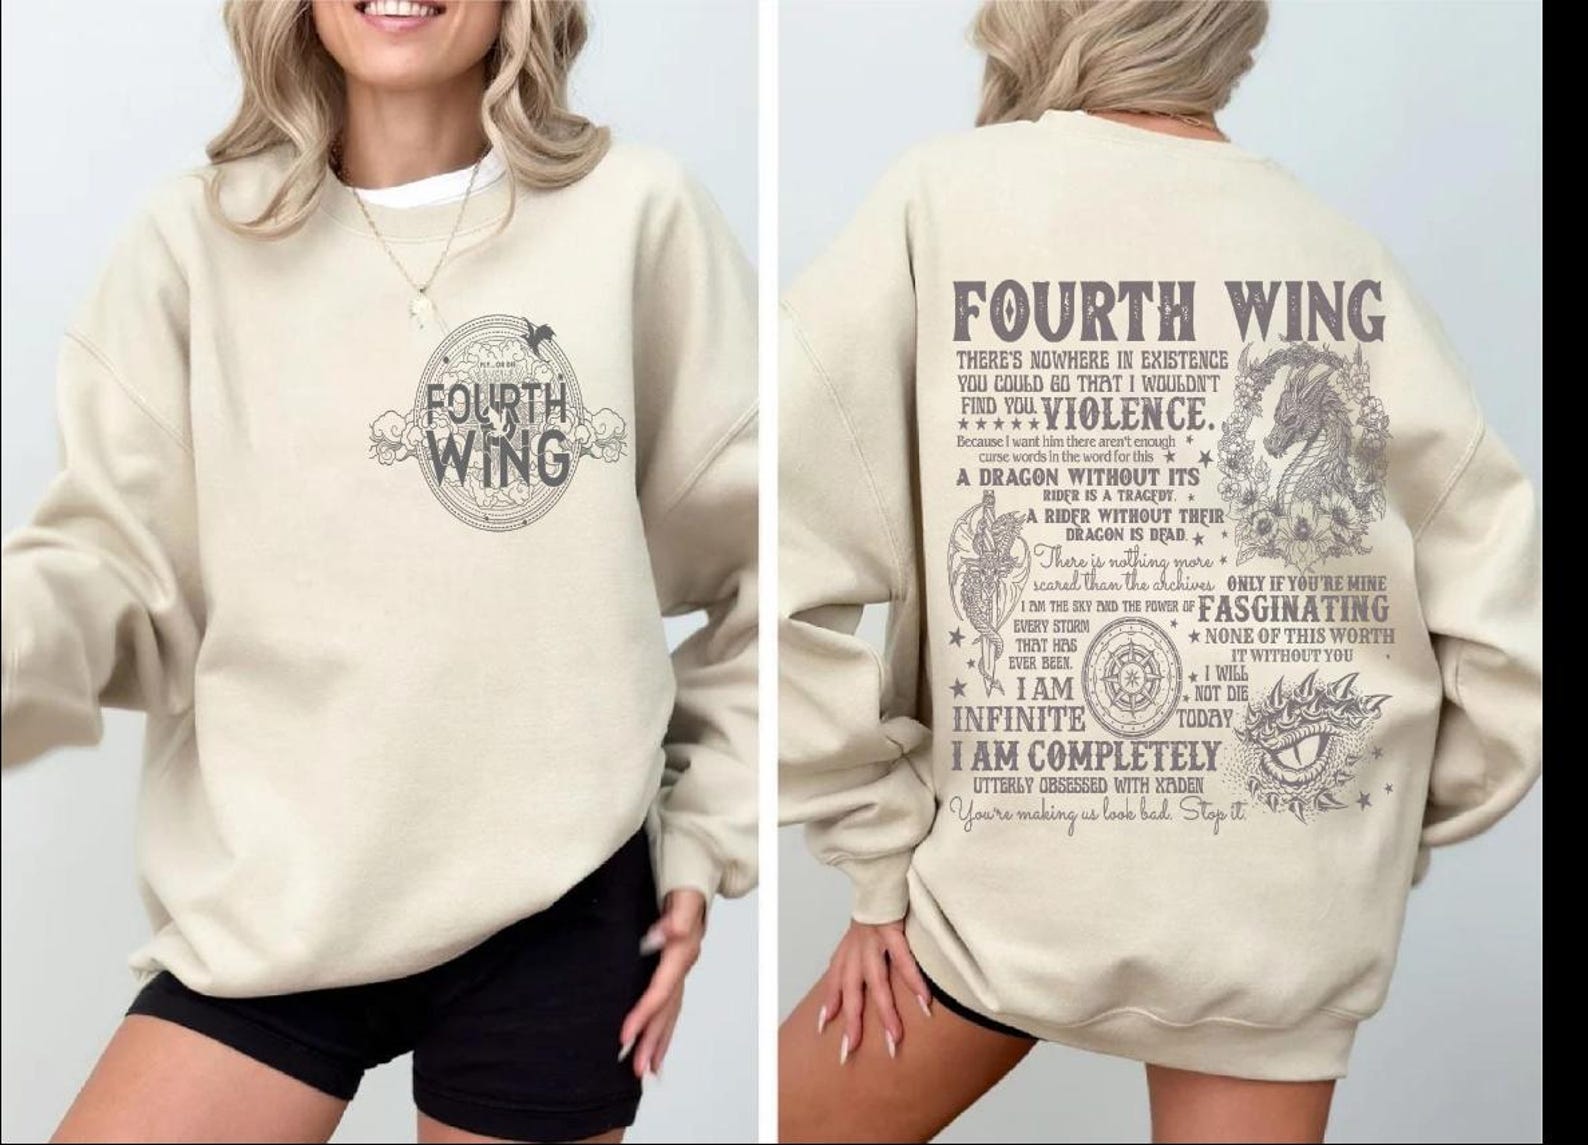 FLY...OR DIE
FOURTH
WING
FOURTH WING
THERE'S NOWHERE IN EXISTENCE
YOU COULD GO THAT I WOULDN'T
FIND YOU. VIOLENCE.
Because I want him there aren't enough
curse words in the word for this
A DRAGON WITHOUT ITS
RIDER IS A TRAGEDY.
A RIDER WITHOUT THEIR
DRAGON IS DEAD.
There is nothing more
scared than the archives
ONLY IF YOU'RE MINE
I AM THE SKY AND THE POWER OF
FASGINATING
EVERY STORM
THAT HAS
EVER BEEN.
NONE OF THIS WORTH
IT WITHOUT YOU
I AM
INFINITE
I WILL
NOT DIE
TODAY
I AM COMPLETELY
UTTERLY OBSESSED WITH XADEN
You're making us look bad. Stop it.